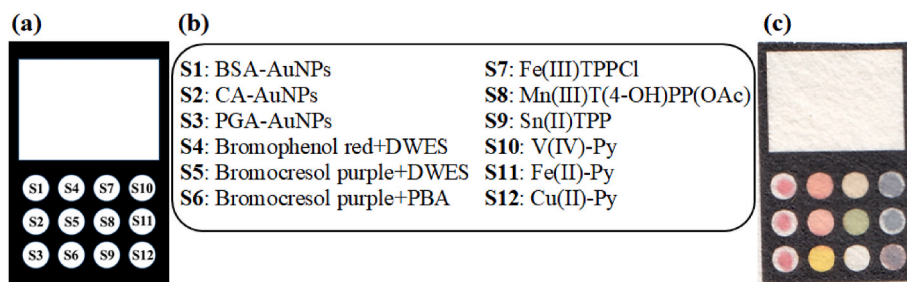 (a)
(b)
(c)
S1 S4 S7 S10
S2 S5 S8 S11
S3 S6 S9 S12
S1: BSA-AuNPs
S2: CA-AuNPs
S3: PGA-AuNPs
S4: Bromophenol red+DWES
S5: Bromocresol purple+DWES
S6: Bromocresol purple+PBA
S7: Fe(III)TPPCl
S8: Mn(III)T(4-OH)PP(OAc)
S9: Sn(II)TPP
S10: V(IV)-Py
S11: Fe(II)-Py
S12: Cu(II)-Py